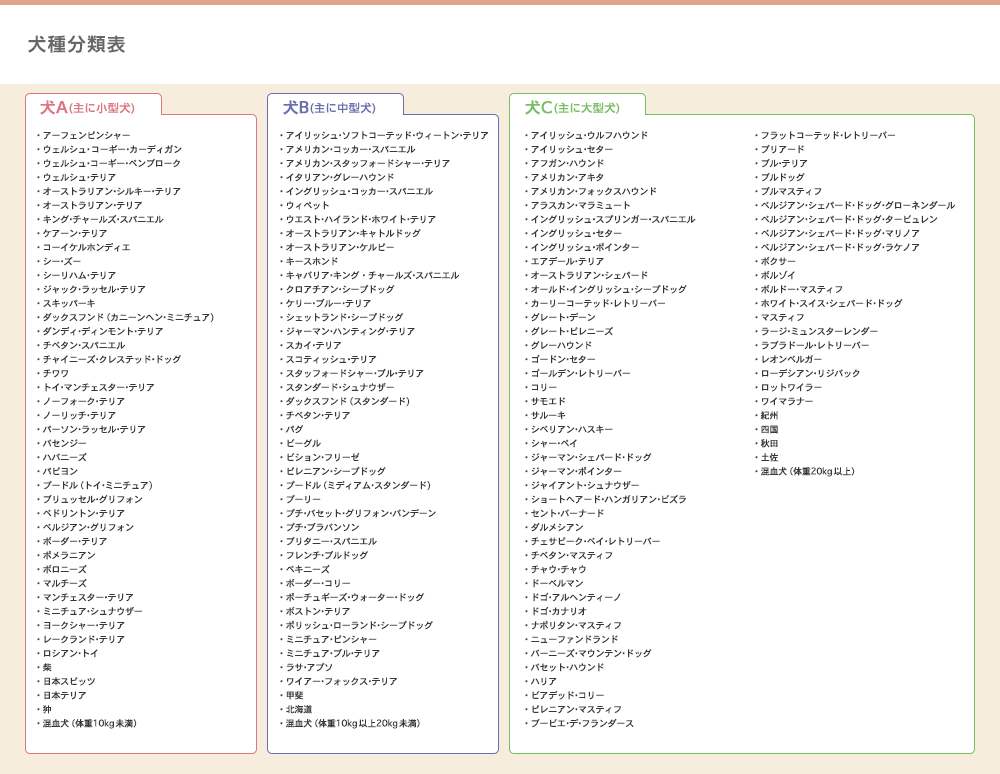 犬種分類表
犬A(主に小型犬)
・アーフェンピンシャー
・ウェルシュ・コーギー・カーディガン
・ウェルシュ・コーギー・ペンブローク
・ウェルシュ・テリア
・オーストラリアン・シルキー・テリア
・オーストラリアン・テリア
・キング・チャールズ・スパニエル
・ケアーン・テリア
・コーイケルホンディエ
・シー・ズー
・シーリハム・テリア
・ジャック・ラッセル・テリア
・スキッパーキ
・ダックスフンド(カニーンヘン・ミニチュア)
・ダンディ・ディンモント・テリア
・チベタン・スパニエル
・チャイニーズ・クレステッド・ドッグ
・チワワ
・トイ・マンチェスター・テリア
・ノーフォーク・テリア
・ノーリッチ・テリア
・パーソン・ラッセル・テリア
・バセンジー
・ハバニーズ
・パピヨン
・プードル(トイ・ミニチュア)
・ブリュッセル・グリフォン
・ベドリントン・テリア
・ベルジアン・グリフォン
・ボーダー・テリア
・ポメラニアン
・ボロニーズ
・マルチーズ
・マンチェスター・テリア
・ミニチュア・シュナウザー
・ヨークシャー・テリア
・レークランド・テリア
・ロシアン・トイ
・柴
・日本スピッツ
・日本テリア
・狆
・混血犬(体重10kg未満)
犬B(主に中型犬)
・アイリッシュ・ソフトコーテッド・ウィートン・テリア
・アメリカン・コッカー・スパニエル
・アメリカン・スタッフォードシャー・テリア
・イタリアン・グレーハウンド
・イングリッシュ・コッカー・スパニエル
・ウィペット
・ウエスト・ハイランド・ホワイト・テリア
・オーストラリアン・キャトルドッグ
・オーストラリアン・ケルピー
・キースホンド
・キャバリア・キング・チャールズ・スパニエル
・クロアチアン・シープドッグ
・ケリー・ブルー・テリア
・シェットランド・シープドッグ
・ジャーマン・ハンティング・テリア
・スカイ・テリア
・スコティッシュ・テリア
・スタッフォードシャー・ブル・テリア
・スタンダード・シュナウザー
・ダックスフンド(スタンダード)
・チベタン・テリア
・パグ
・ビーグル
・ビション・フリーゼ
・ピレニアン・シープドッグ
・プードル(ミディアム・スタンダード)
・プーリー
・プチ・バセット・グリフォン・バンデーン
・プチ・ブラバンソン
・ブリタニー・スパニエル
・フレンチ・ブルドッグ
・ペキニーズ
・ボーダー・コリー
・ポーチュギーズ・ウォーター・ドッグ
・ボストン・テリア
・ポリッシュ・ローランド・シープドッグ
・ミニチュア・ピンシャー
・ミニチュア・ブル・テリア
・ラサ・アプソ
・ワイアー・フォックス・テリア
・甲斐
・北海道
・混血犬(体重10kg以上20kg未満)
犬C(主に大型犬)
・アイリッシュ・ウルフハウンド
・アイリッシュ・セター
・アフガン・ハウンド
・アメリカン・アキタ
・アメリカン・フォックスハウンド
・アラスカン・マラミュート
・イングリッシュ・スプリンガー・スパニエル
・イングリッシュ・セター
・イングリッシュ・ポインター
・エアデール・テリア
・オーストラリアン・シェパード
・オールド・イングリッシュ・シープドッグ
・カーリーコーテッド・レトリーバー
・グレート・デーン
・グレート・ピレニーズ
・グレーハウンド
・ゴードン・セター
・ゴールデン・レトリーバー
・コリー
・サモエド
・サルーキ
・シベリアン・ハスキー
・シャー・ペイ
・ジャーマン・シェパード・ドッグ
・ジャーマン・ポインター
・ジャイアント・シュナウザー
・ショートヘアード・ハンガリアン・ビズラ
・セント・バーナード
・ダルメシアン
・チェサピーク・ベイ・レトリーバー
・チベタン・マスティフ
・チャウ・チャウ
・ドーベルマン
・ドゴ・アルヘンティーノ
・ドゴ・カナリオ
・ナポリタン・マスティフ
・ニューファンドランド
・バーニーズ・マウンテン・ドッグ
・バセット・ハウンド
・ハリア
・ビアデッド・コリー
・ピレニアン・マスティフ
・ブービエ・デ・フランダース
・フラットコーテッド・レトリーバー
・ブリアード
・ブル・テリア
・ブルドッグ
・ブルマスティフ
・ベルジアン・シェパード・ドッグ・グローネンダール
・ベルジアン・シェパード・ドッグ・タービュレン
・ベルジアン・シェパード・ドッグ・マリノア
・ベルジアン・シェパード・ドッグ・ラケノア
・ボクサー
・ボルゾイ
・ボルドー・マスティフ
・ホワイト・スイス・シェパード・ドッグ
・マスティフ
・ラージ・ミュンスターレンダー
・ラブラドール・レトリーバー
・レオンベルガー
・ローデシアン・リジバック
・ロットワイラー
・ワイマラナー
・紀州
・四国
・秋田
・土佐
・混血犬(体重20kg以上)